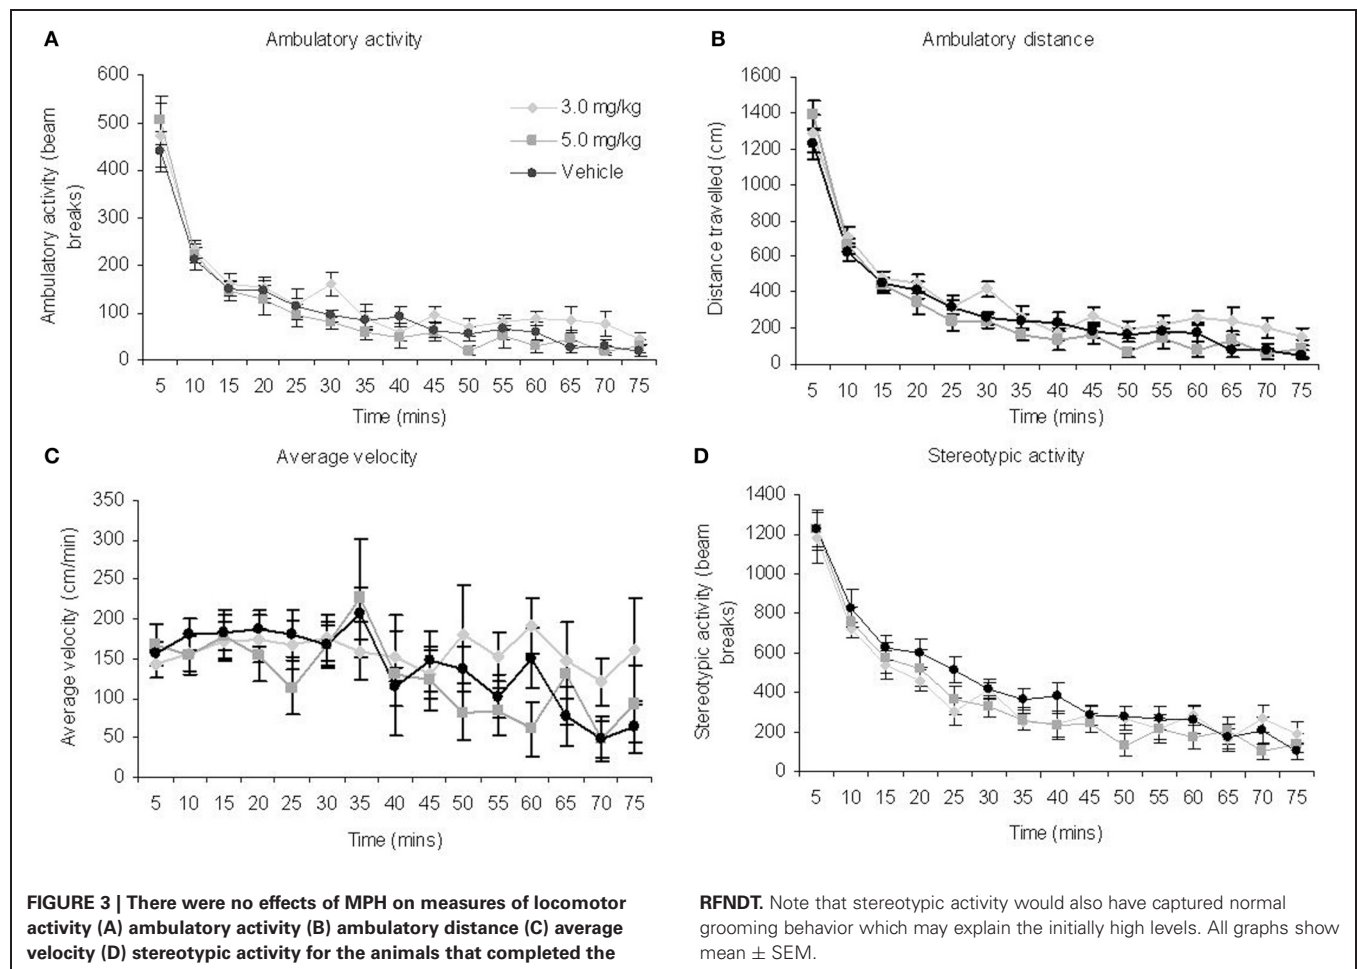 A
Ambulatory activity
Ambulatory activity (beam
breaks)
600
500
400
300
200
100
0
3.0 mg/kg
5.0 mg/kg
Vehicle
5 10 15 20 25 30 35 40 45 50 55 60 65 70 75
Time (mins)
B
Ambulatory distance
Distance travelled (cm)
1600
1400
1200
1000
800
600
400
200
0
5 10 15 20 25 30 35 40 45 50 55 60 65 70 75
Time (mins)
C
Average velocity
Average velocity (cm/min)
350
300
250
200
150
100
50
0
5 10 15 20 25 30 35 40 45 50 55 60 65 70 75
Time (mins)
D
Stereotypic activity
Stereotypic activity (beam
breaks)
1400
1200
1000
800
600
400
200
0
5 10 15 20 25 30 35 40 45 50 55 60 65 70 75
Time (mins)
FIGURE 3 | There were no effects of MPH on measures of locomotor
activity (A) ambulatory activity (B) ambulatory distance (C) average
velocity (D) stereotypic activity for the animals that completed the
RFNDT. Note that stereotypic activity would also have captured normal
grooming behavior which may explain the initially high levels. All graphs show
mean ± SEM.